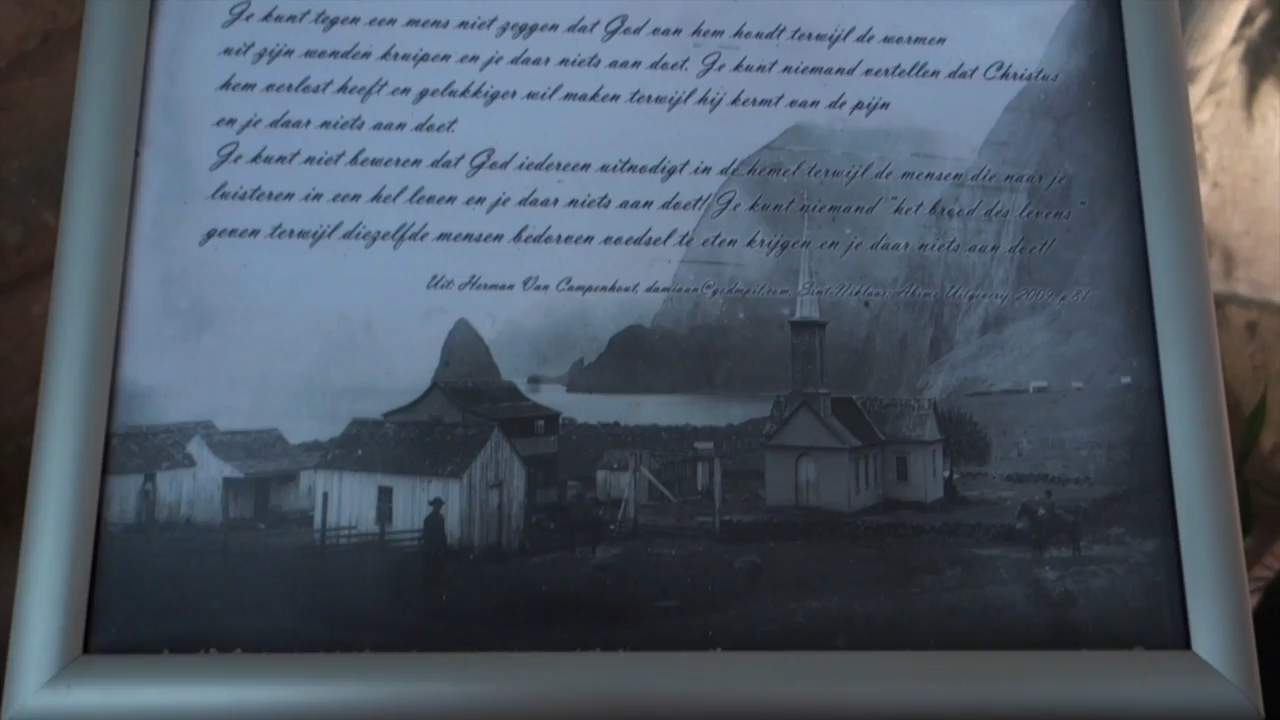 Je kunt tegen een mens niet zeggen dat God van hem houdt terwijl de wormen
uit zijn wonden kruipen en je daar niets aan doet. Je kunt niemand vertellen dat Christus
hem verlost heeft en gelukkiger wil maken terwijl hij kermt van de pijn
en je daar niets aan doet.
Je kunt niet beweren dat God iedereen uitnodigt in de hemel terwijl de mensen die naar je
luisteren in een hel leven en je daar niets aan doet! Je kunt niemand "het brood des levens"
geven terwijl diezelfde mensen bedorven voedsel te eten krijgen en je daar niets aan doet!
Uit: Herman Van Campenhout, damiaan@godmail.com, Sint-Niklaas: Abimo Uitgeverij 2009, p.